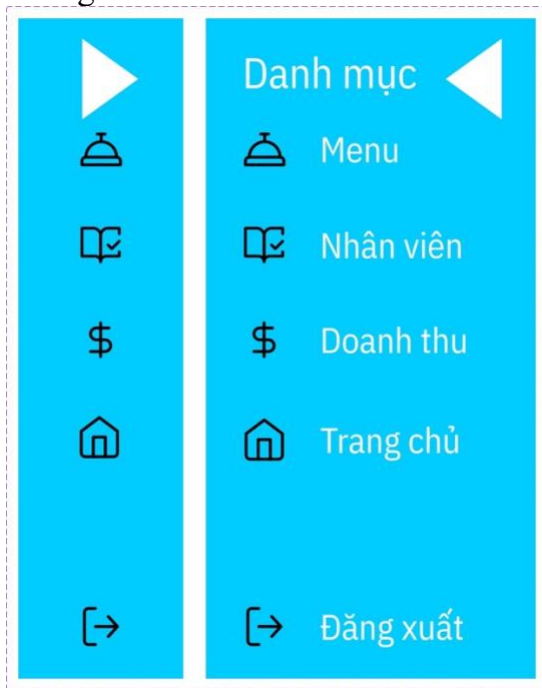 Danh mục
Menu
Nhân viên
Doanh thu
Trang chủ
Đăng xuất